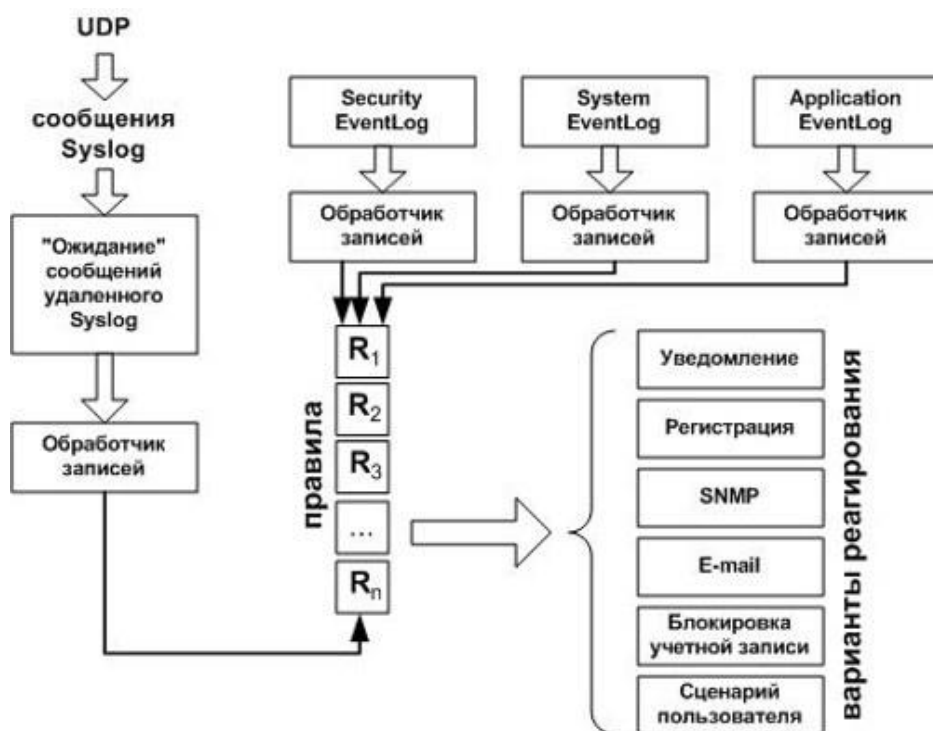 UDP
сообщения
Syslog
"Ожидание"
сообщений
удаленного
Syslog
Обработчик
записей
Security
EventLog
System
EventLog
Application
EventLog
Обработчик
записей
Обработчик
записей
Обработчик
записей
правила
R1
R2
R3
...
Rn
Уведомление
Регистрация
SNMP
E-mail
Блокировка
учетной записи
Сценарий
пользователя
варианты реагирования